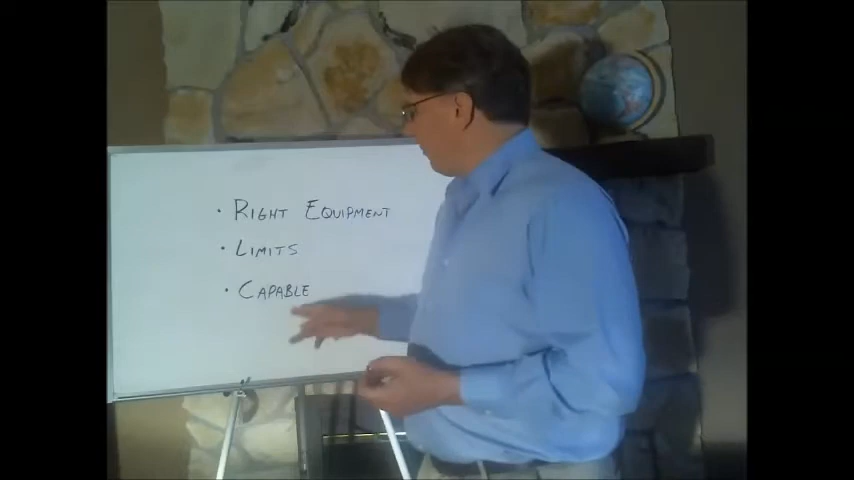 • RIGHT EQUIPMENT
• LIMITS
• CAPABLE